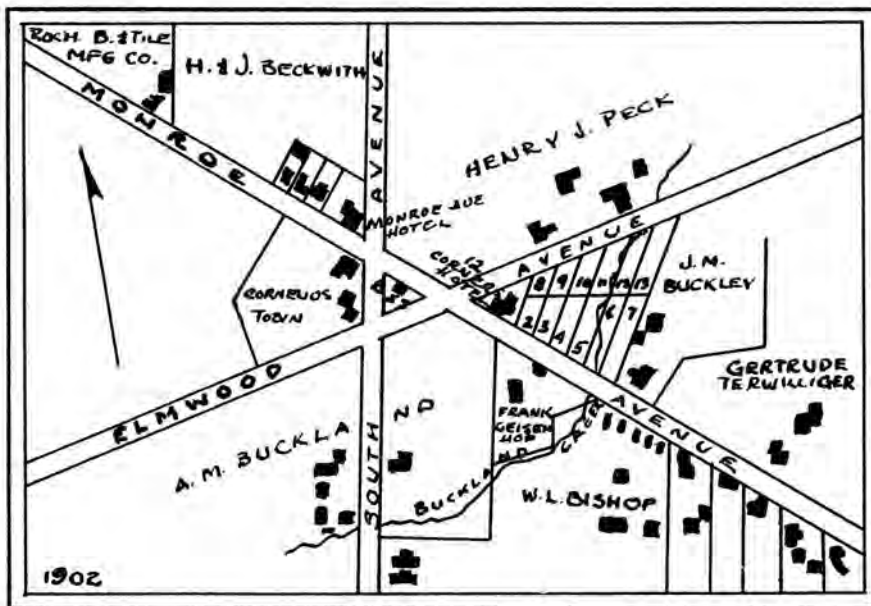 ROCH. B. & TILE
MFG CO.
H. & J. BECKWITH
MONROE
AVENUE
HENRY J. PECK
MONROE AVE
HOTEL
12
CORNERS
HOTEL
AVENUE
8 9 10 11 12 13
2 3 4 5 6 7
J. M.
BUCKLEY
CORNELIUS
TOBIN
GERTRUDE
TERWILLIGER
ELMWOOD
AVENUE
FRANK
GEISEN
HOF
A. M. BUCKLAND
SOUTH
BUCKLAND
CREEK
W. L. BISHOP
1902